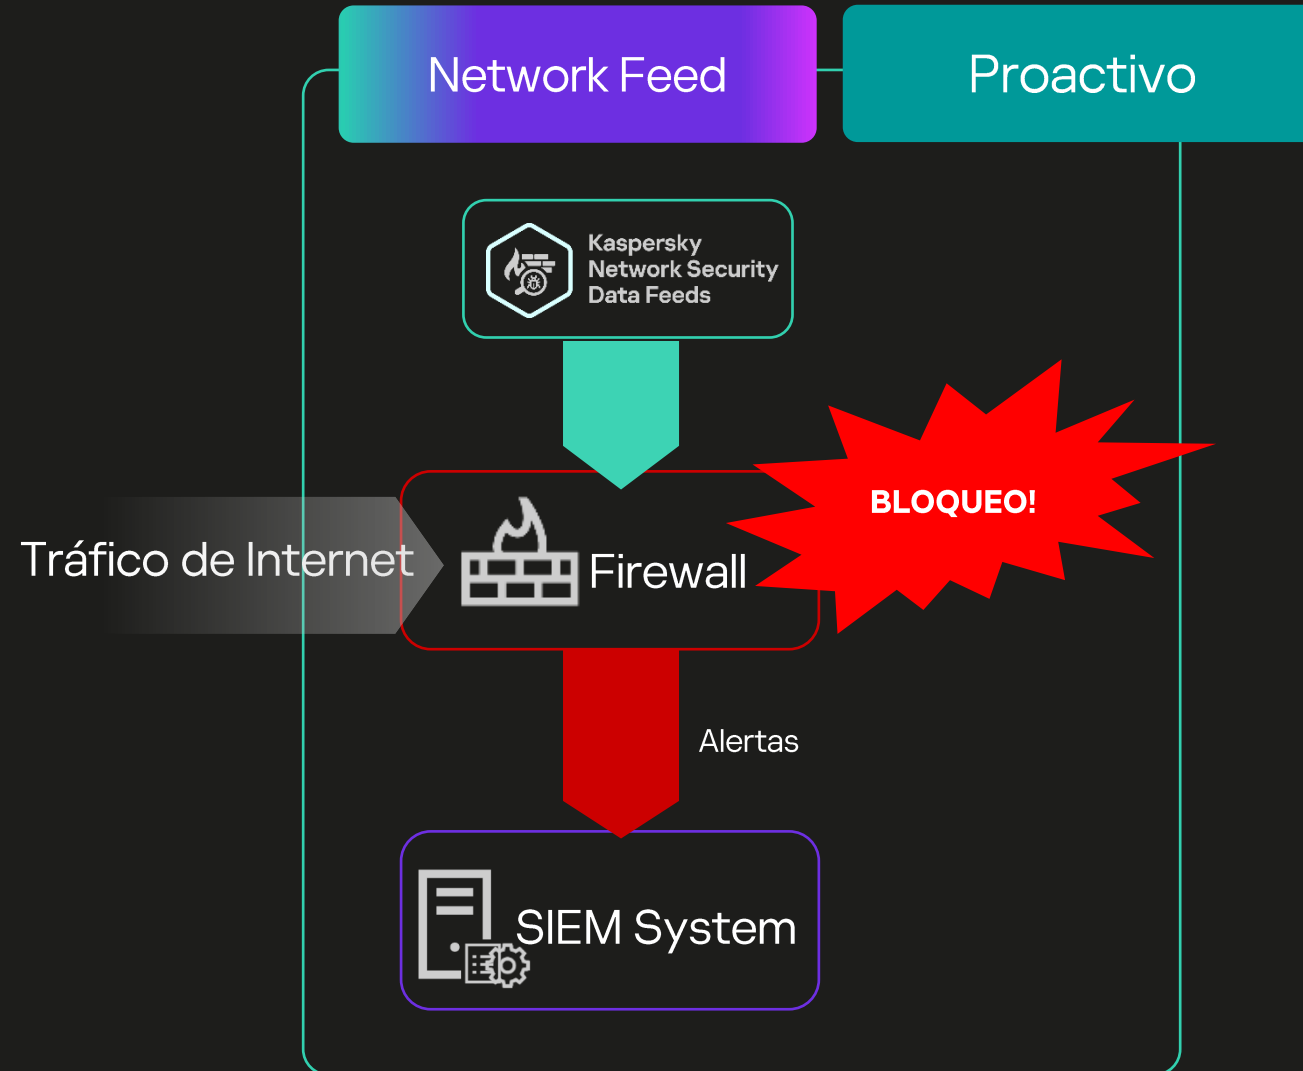 Network Feed
Proactivo
Kaspersky
Network Security
Data Feeds
BLOQUEO!
Tráfico de Internet
Firewall
Alertas
SIEM System